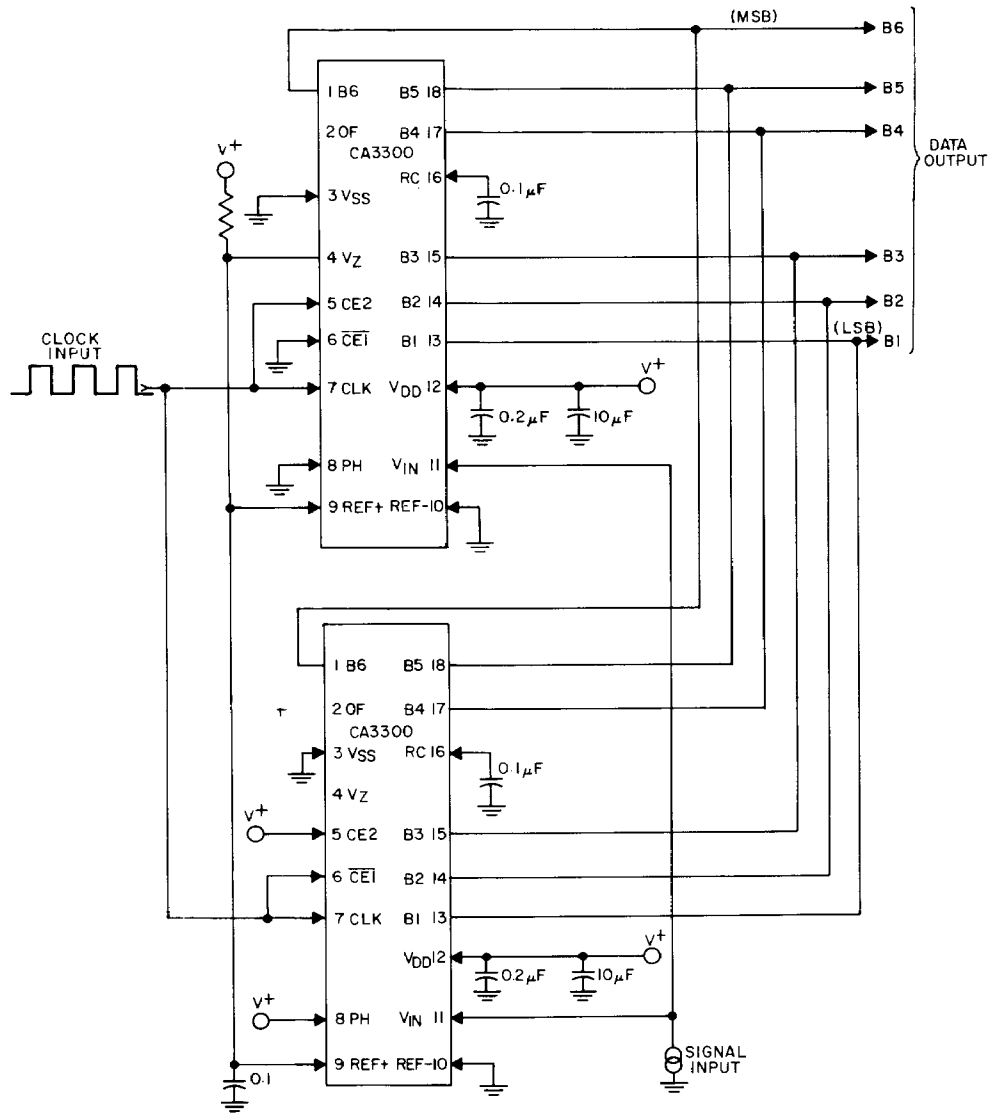 (MSB)
B6
1 B6
B5 18
B5
2 OF
B4 17
B4
CA3300
DATA
OUTPUT
V+
RC 16
0.1µF
3 VSS
4 VZ
B3 15
B3
5 CE2
B2 14
B2
CLOCK
INPUT
6 CE1
B1 13
(LSB)
B1
V+
7 CLK
VDD 12
0.2µF
10µF
8 PH
VIN 11
9 REF+
REF-10
1 B6
B5 18
2 OF
B4 17
CA3300
3 VSS
RC 16
0.1µF
4 VZ
V+
5 CE2
B3 15
6 CE1
B2 14
7 CLK
B1 13
V+
VDD 12
0.2µF
10µF
V+
8 PH
VIN 11
SIGNAL
INPUT
9 REF+
REF-10
0.1